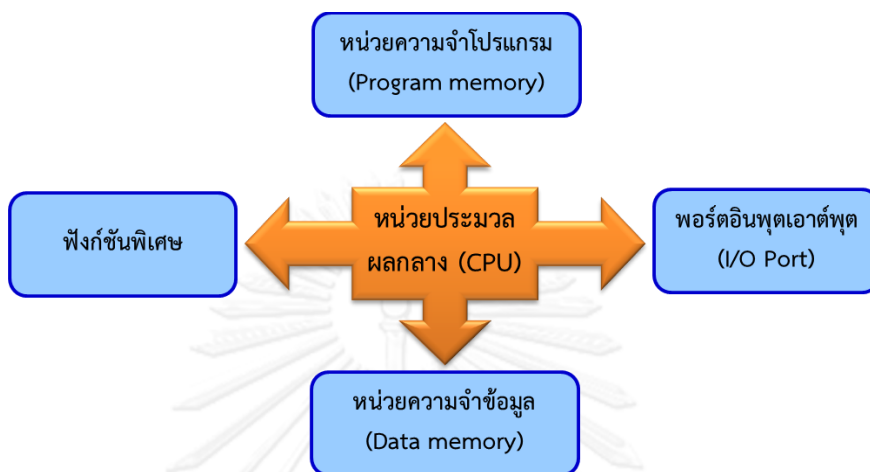 หน่วยความจำโปรแกรม
(Program memory)
ฟังก์ชันพิเศษ
หน่วยประมวล
ผลกลาง (CPU)
พอร์ตอินพุตเอาต์พุต
(I/O Port)
หน่วยความจำข้อมูล
(Data memory)